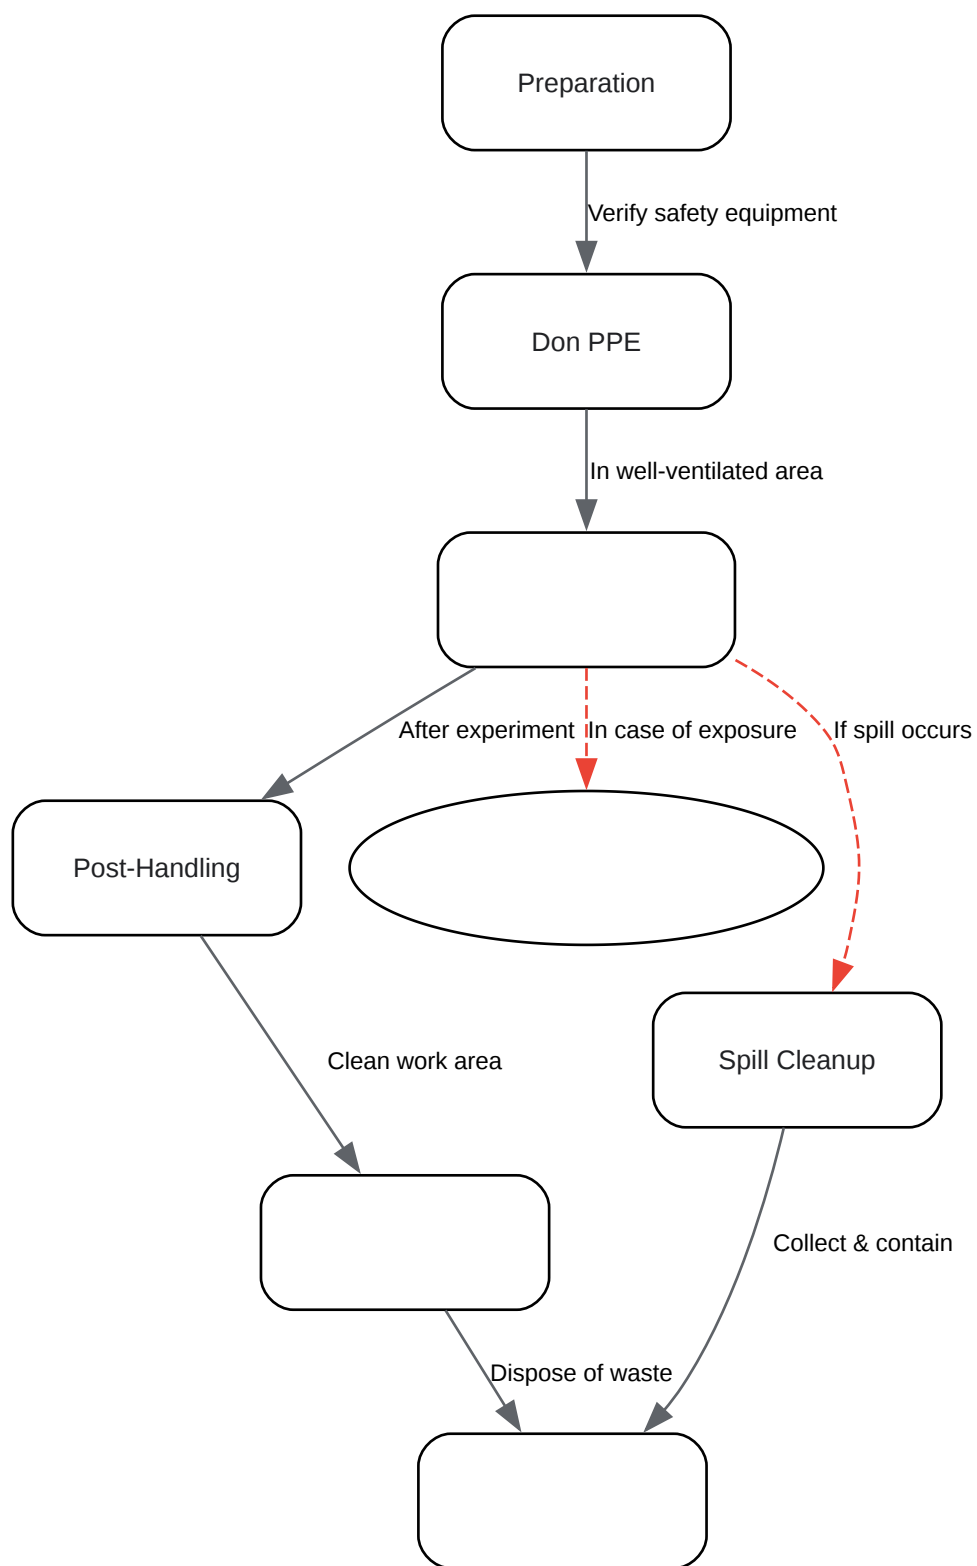 Preparation
Verify safety equipment
Don PPE
In well-ventilated area
After experiment
In case of exposure
If spill occurs
Post-Handling
Clean work area
Spill Cleanup
Collect & contain
Dispose of waste